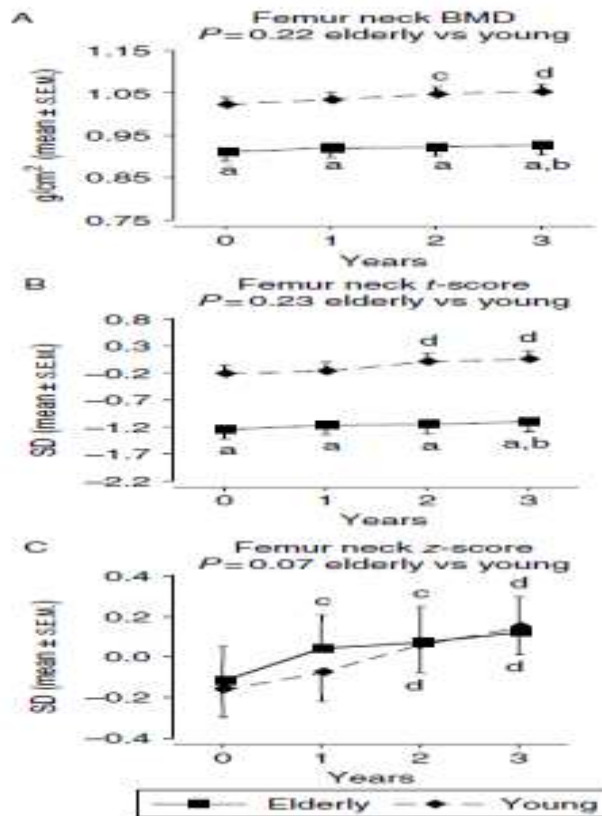 A
Femur neck BMD
P=0.22 elderly vs young
g/cm² (mean ± S.E.M.)
1.15
1.05
0.95
0.85
0.75
c
d
a
a
a
a,b
0
1
2
3
Years
B
Femur neck t-score
P=0.23 elderly vs young
SD (mean ± S.E.M.)
0.8
0.3
−0.2
−0.7
−1.2
−1.7
−2.2
d
d
a
a
a
a,b
0
1
2
3
Years
C
Femur neck z-score
P=0.07 elderly vs young
SD (mean ± S.E.M.)
0.4
0.2
0.0
−0.2
−0.4
c
c
d
d
d
0
1
2
3
Years
Elderly
Young